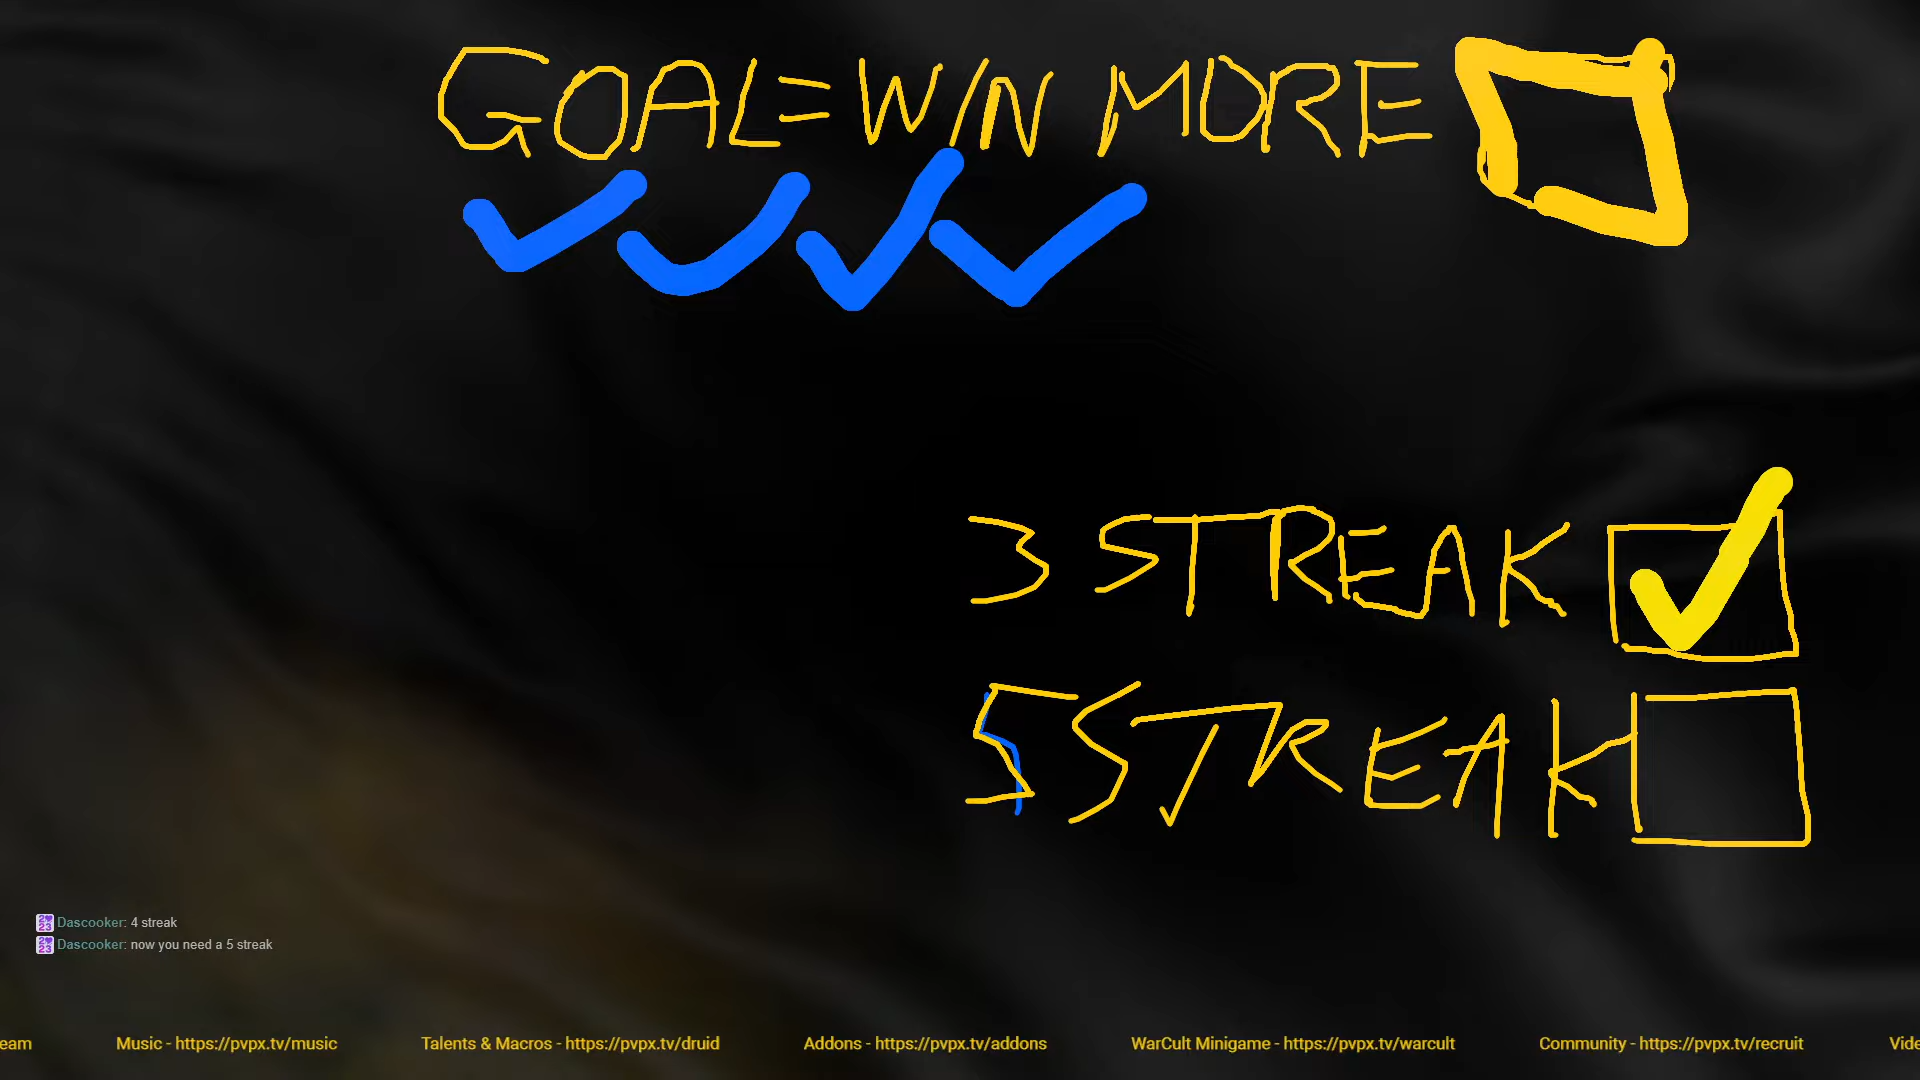 GOAL=WIN MORE
3 STREAK
5 STREAK
Dascooker: 4 streak
Dascooker: now you need a 5 streak
eam Music - https://pvpx.tv/music Talents & Macros - https://pvpx.tv/druid Addons - https://pvpx.tv/addons WarCult Minigame - https://pvpx.tv/warcult Community - https://pvpx.tv/recruit Vide